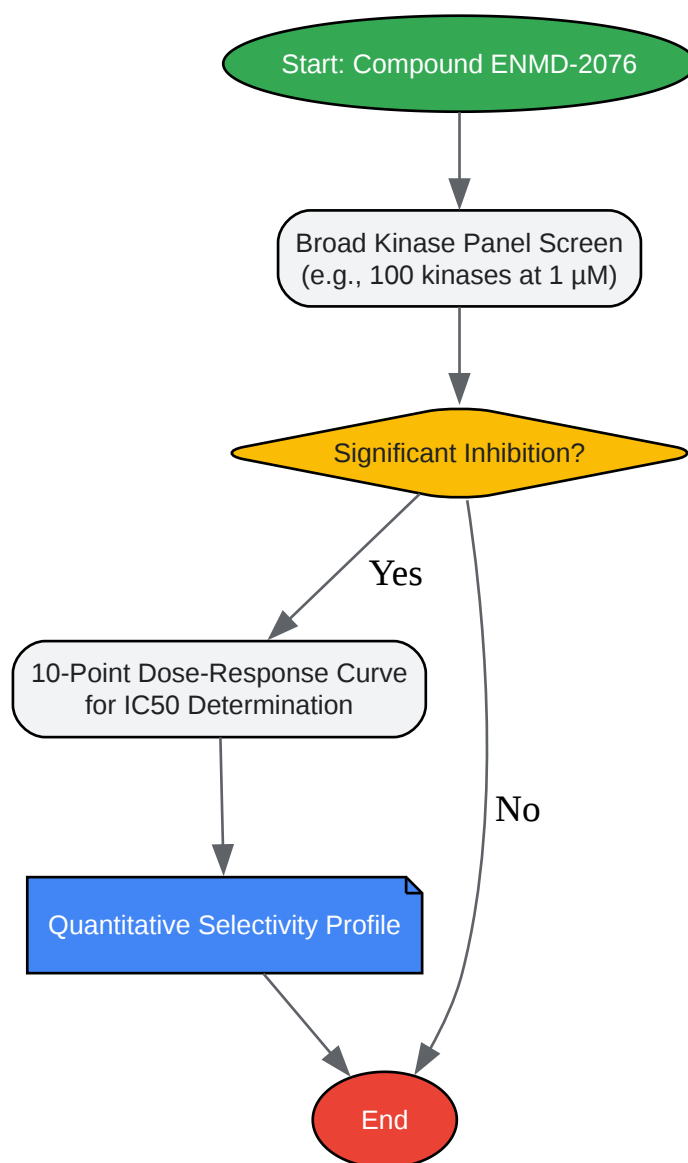 Start: Compound ENMD-2076
Broad Kinase Panel Screen
(e.g., 100 kinases at 1 µM)
Significant Inhibition?
Yes
10-Point Dose-Response Curve
for IC50 Determination
No
Quantitative Selectivity Profile
End